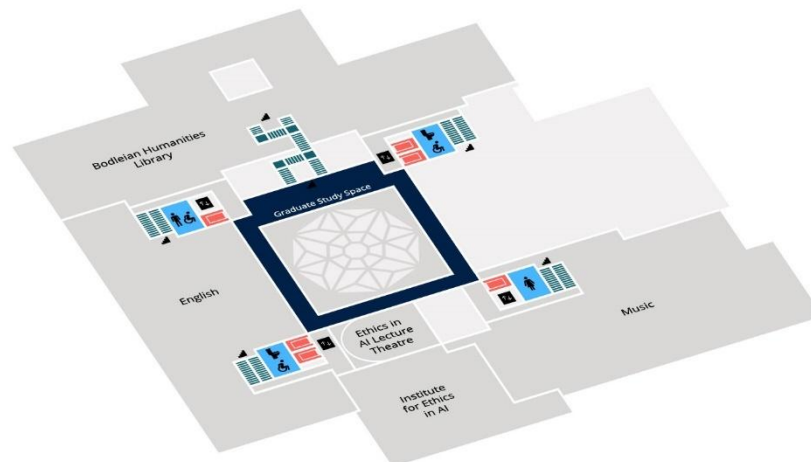 Bodleian Humanities
Library
Graduate Study Space
English
Ethics in
AI Lecture
Theatre
Music
Institute
for Ethics
in AI